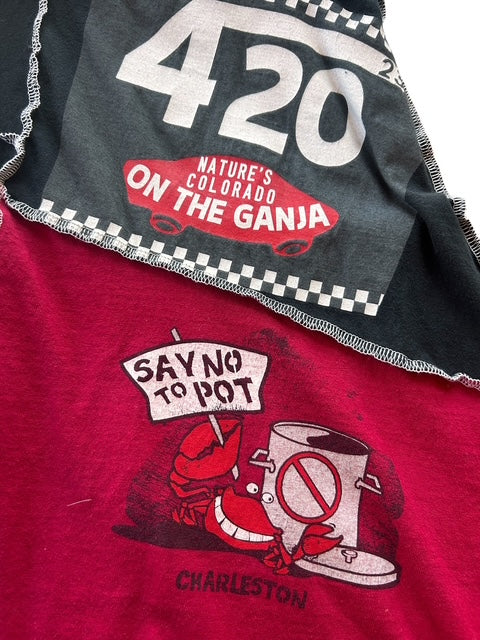 420
NATURE'S
COLORADO
ON THE GANJA
SAY NO
TO POT
CHARLESTON